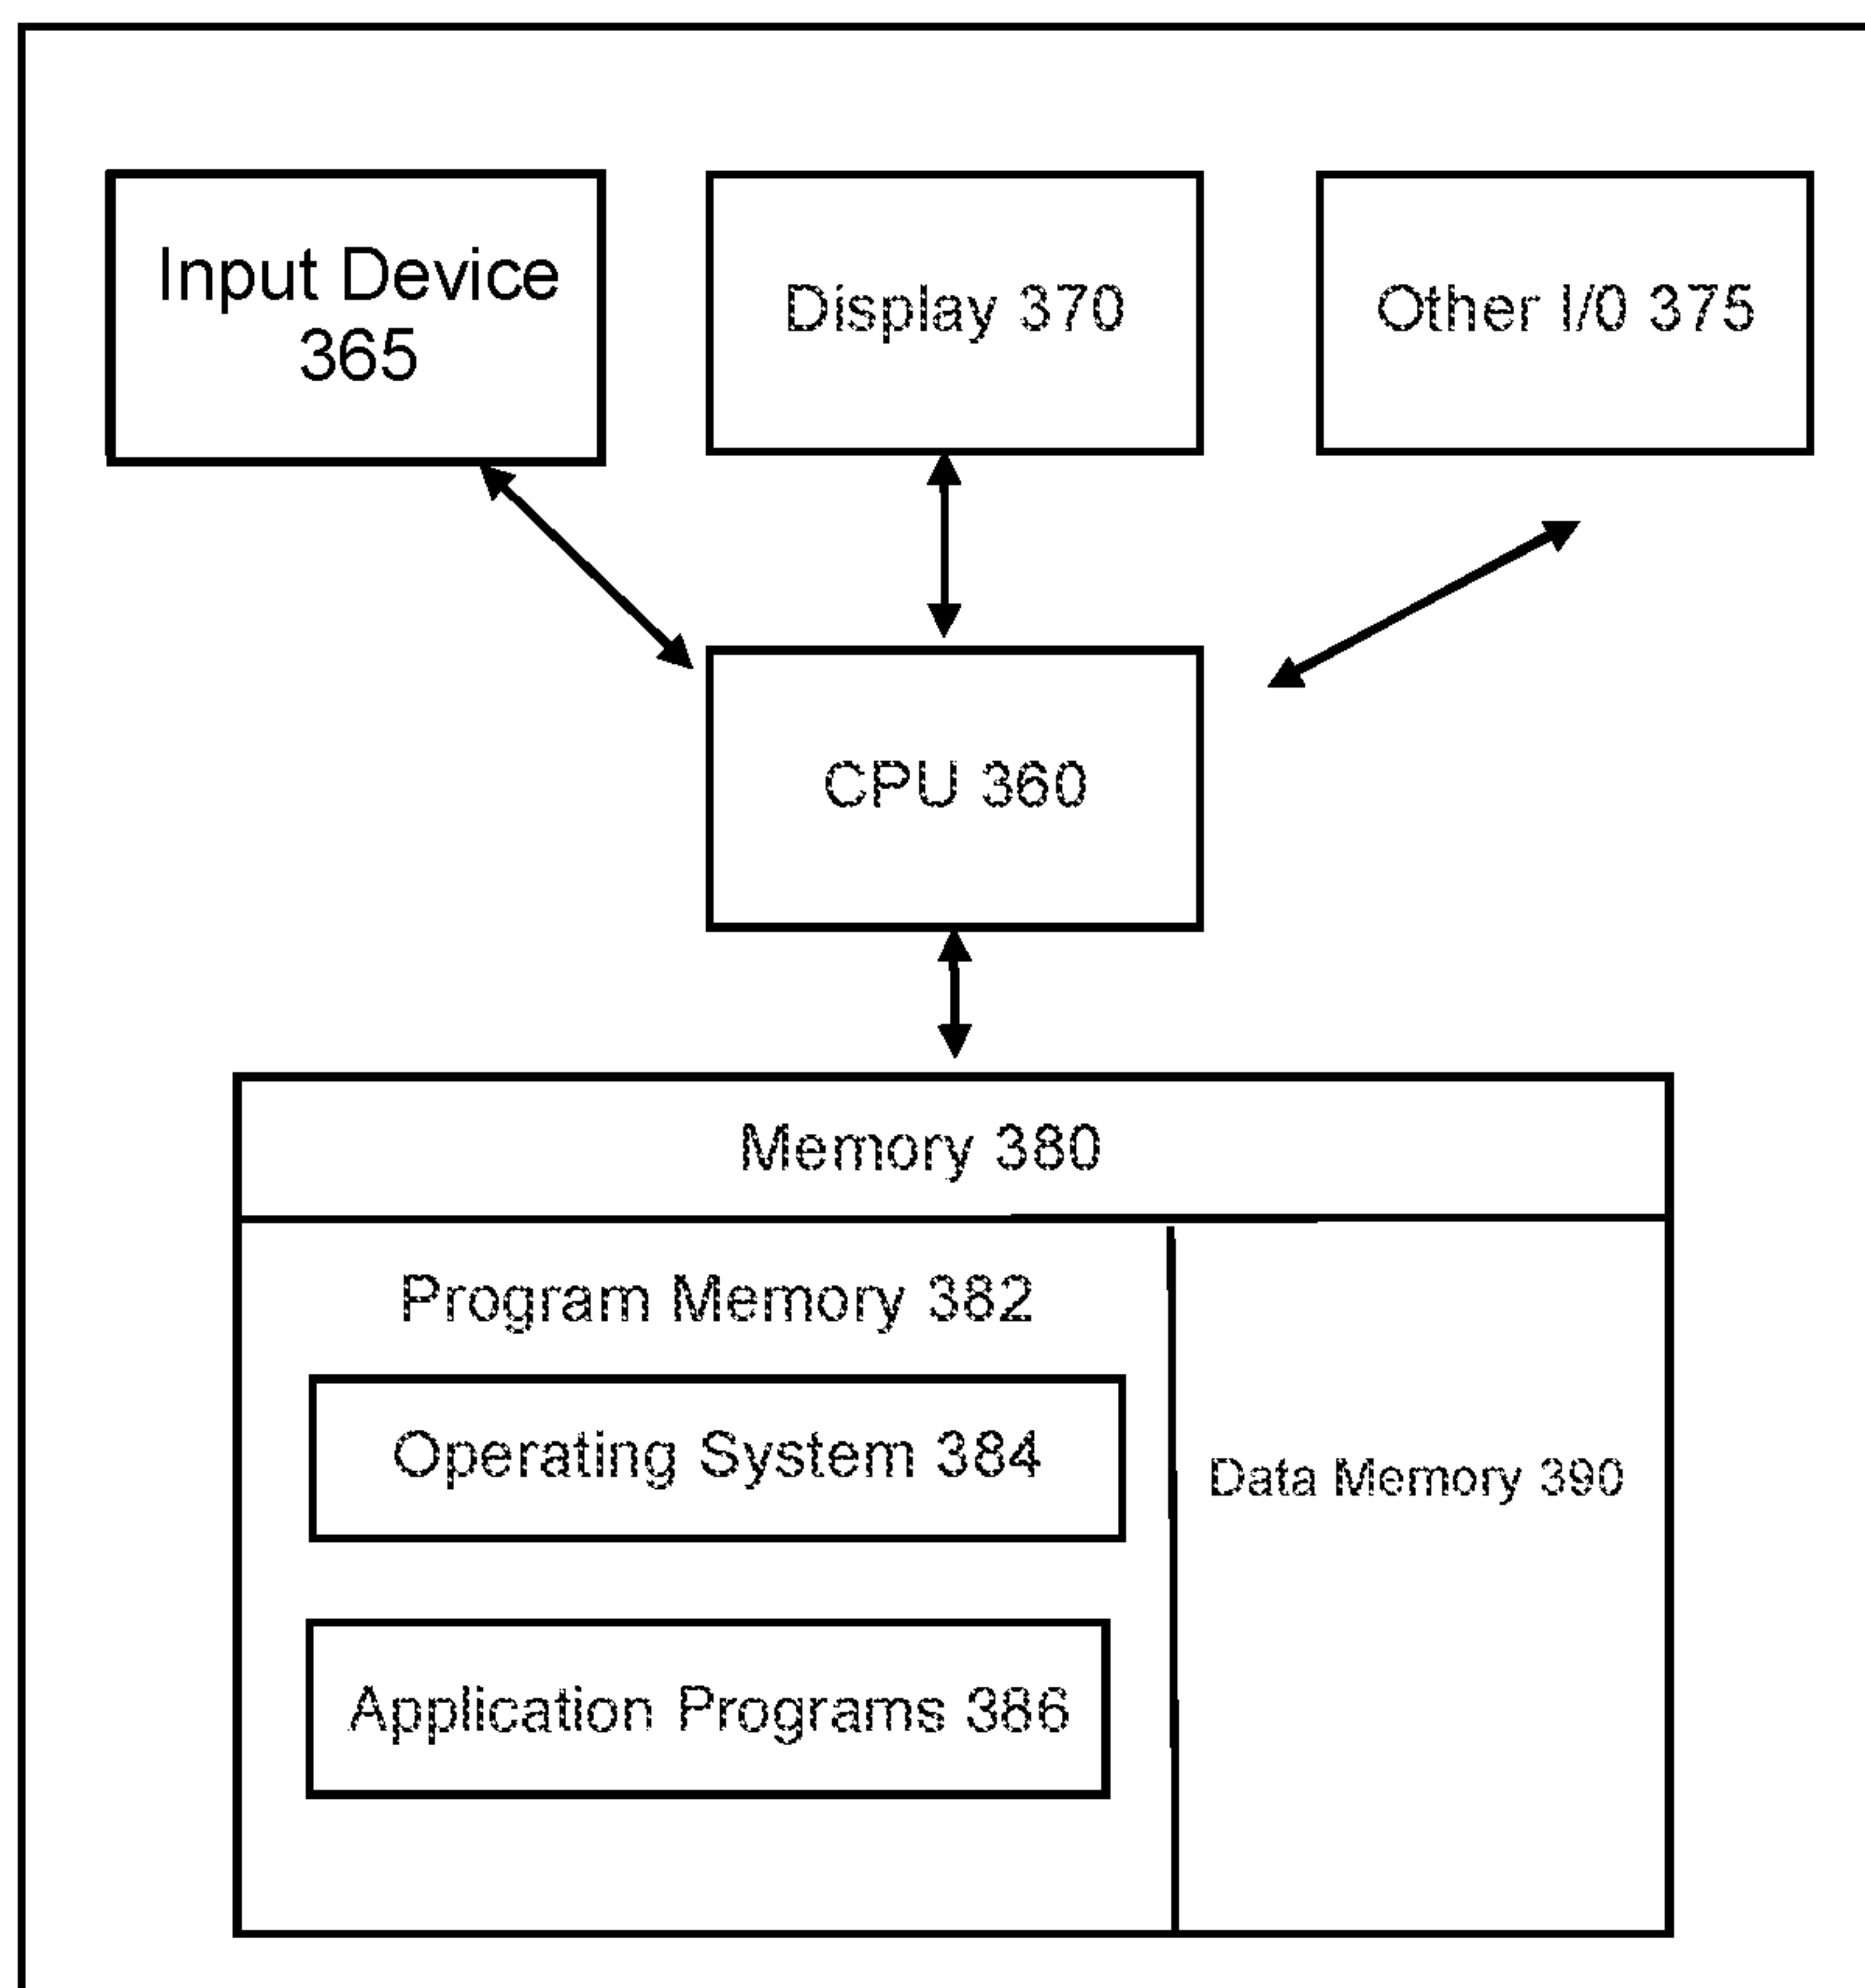 Input Device
365
Display 370
Other I/0 375
CPU 360
Memory 380
Program Memory 382
Operating System 384
Data Memory 390
Application Programs 386